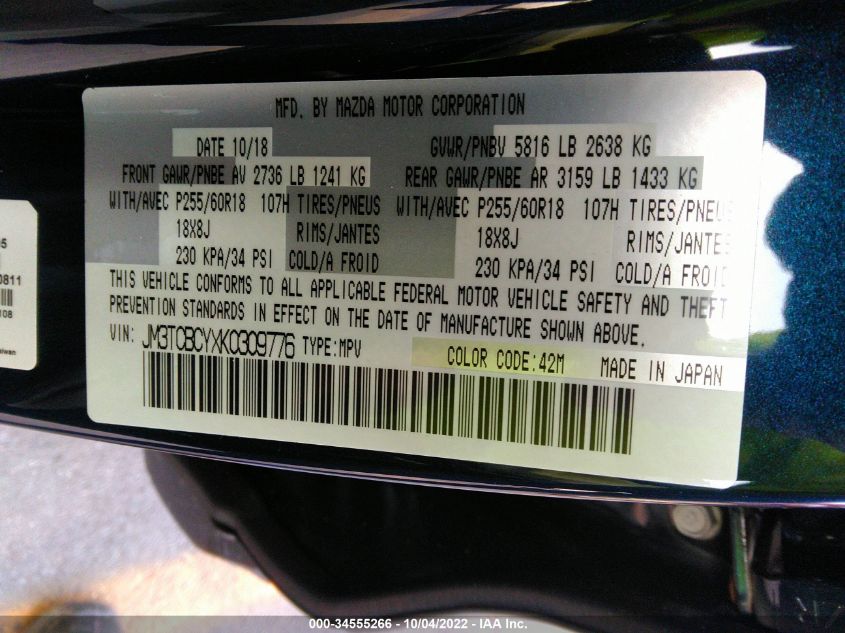 MFD. BY MAZDA MOTOR CORPORATION
DATE 10/18 GVWR/PNBV 5816 LB 2638 KG
FRONT GAWR/PNBE AV 2736 LB 1241 KG REAR GAWR/PNBE AR 3159 LB 1433 KG
WITH/AVEC P255/60R18 107H TIRES/PNEUS WITH/AVEC P255/60R18 107H TIRES/PNEUS
18X8J RIMS/JANTES 18X8J RIMS/JANTES
230 KPA/34 PSI COLD/A FROID 230 KPA/34 PSI COLD/A FROID
THIS VEHICLE CONFORMS TO ALL APPLICABLE FEDERAL MOTOR VEHICLE SAFETY AND THEFT
PREVENTION STANDARDS IN EFFECT ON THE DATE OF MANUFACTURE SHOWN ABOVE.
VIN: JM3TCBCYXK0309776 TYPE:MPV COLOR CODE:42M MADE IN JAPAN
000-34555266 - 10/04/2022 - IAA Inc.